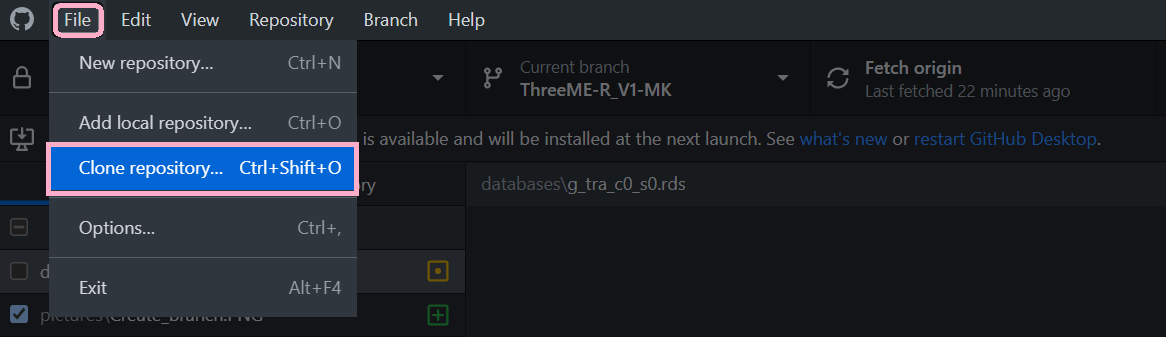 File Edit View Repository Branch Help
New repository... Ctrl+N
Current branch
ThreeME-R_V1-MK
Fetch origin
Last fetched 22 minutes ago
Add local repository... Ctrl+O
is available and will be installed at the next launch. See what's new or restart GitHub Desktop.
Clone repository... Ctrl+Shift+O
ry
databases\g_tra_c0_s0.rds
Options... Ctrl+,
d
Exit Alt+F4
pictures\Create_branch.PNG